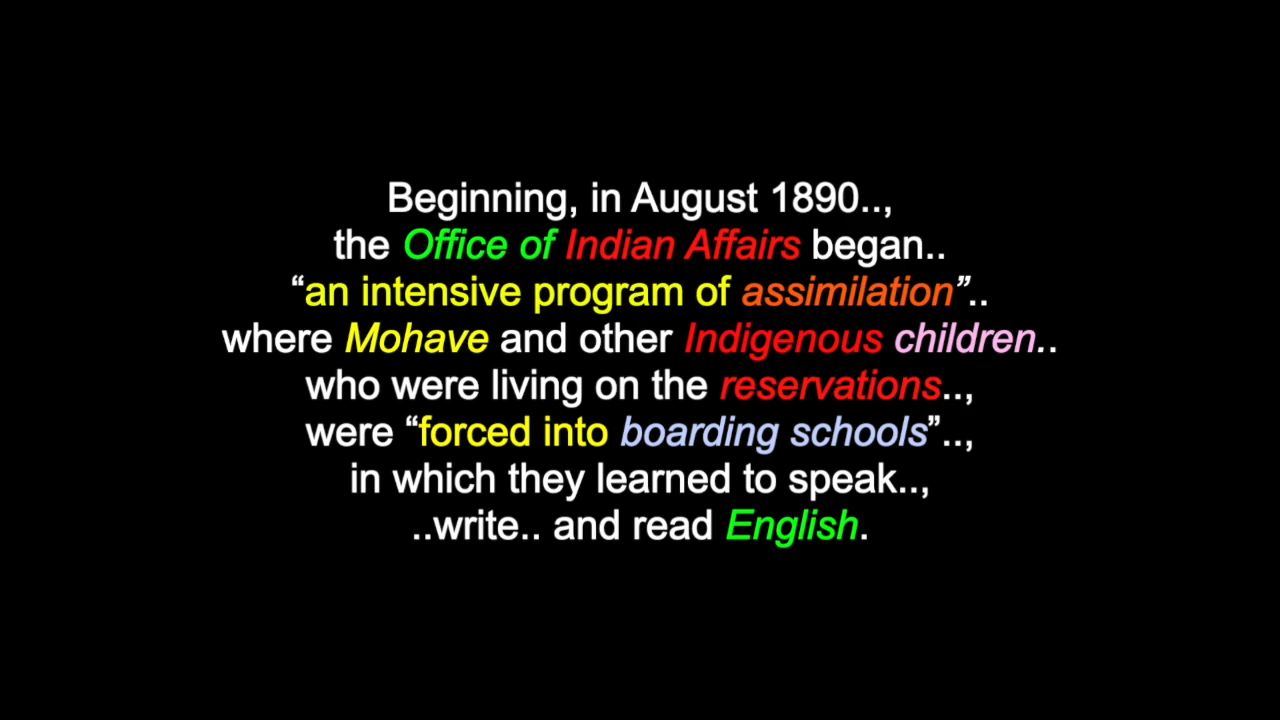 Beginning, in August 1890..,
the Office of Indian Affairs began..
“an intensive program of assimilation”..
where Mohave and other Indigenous children..
who were living on the reservations..,
were “forced into boarding schools”..,
in which they learned to speak..,
..write.. and read English.